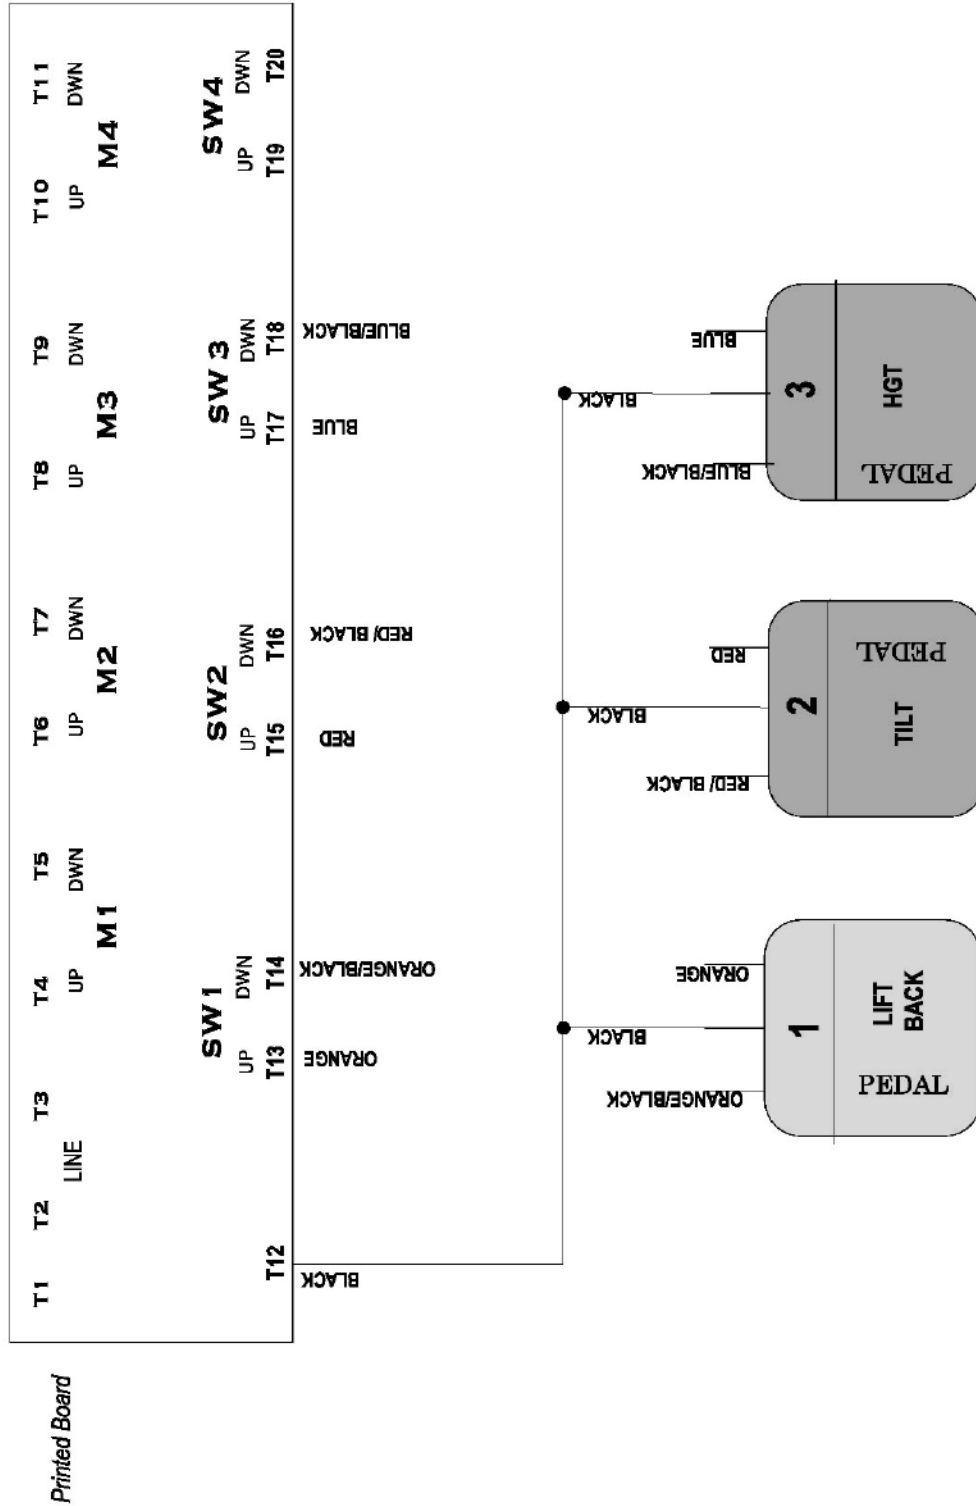 Printed Board
T1 T2 T3 T4 T5 T6 T7 T8 T9 T10 T11
LINE UP DWN UP DWN UP DWN UP DWN
M1 M2 M3 M4
SW1 SW2 SW 3 SW4
UP DWN UP DWN UP DWN UP DWN
T12 T13 T14 T15 T16 T17 T18 T19 T20
BLACK
ORANGE
ORANGE/BLACK
RED
RED/ BLACK
BLUE
BLUE/BLACK
BLACK
BLACK
BLACK
ORANGE/BLACK
ORANGE
RED/ BLACK
RED
BLUE/BLACK
BLUE
1
PEDAL
LIFT
BACK
2
TILT
PEDAL
3
PEDAL
HGT